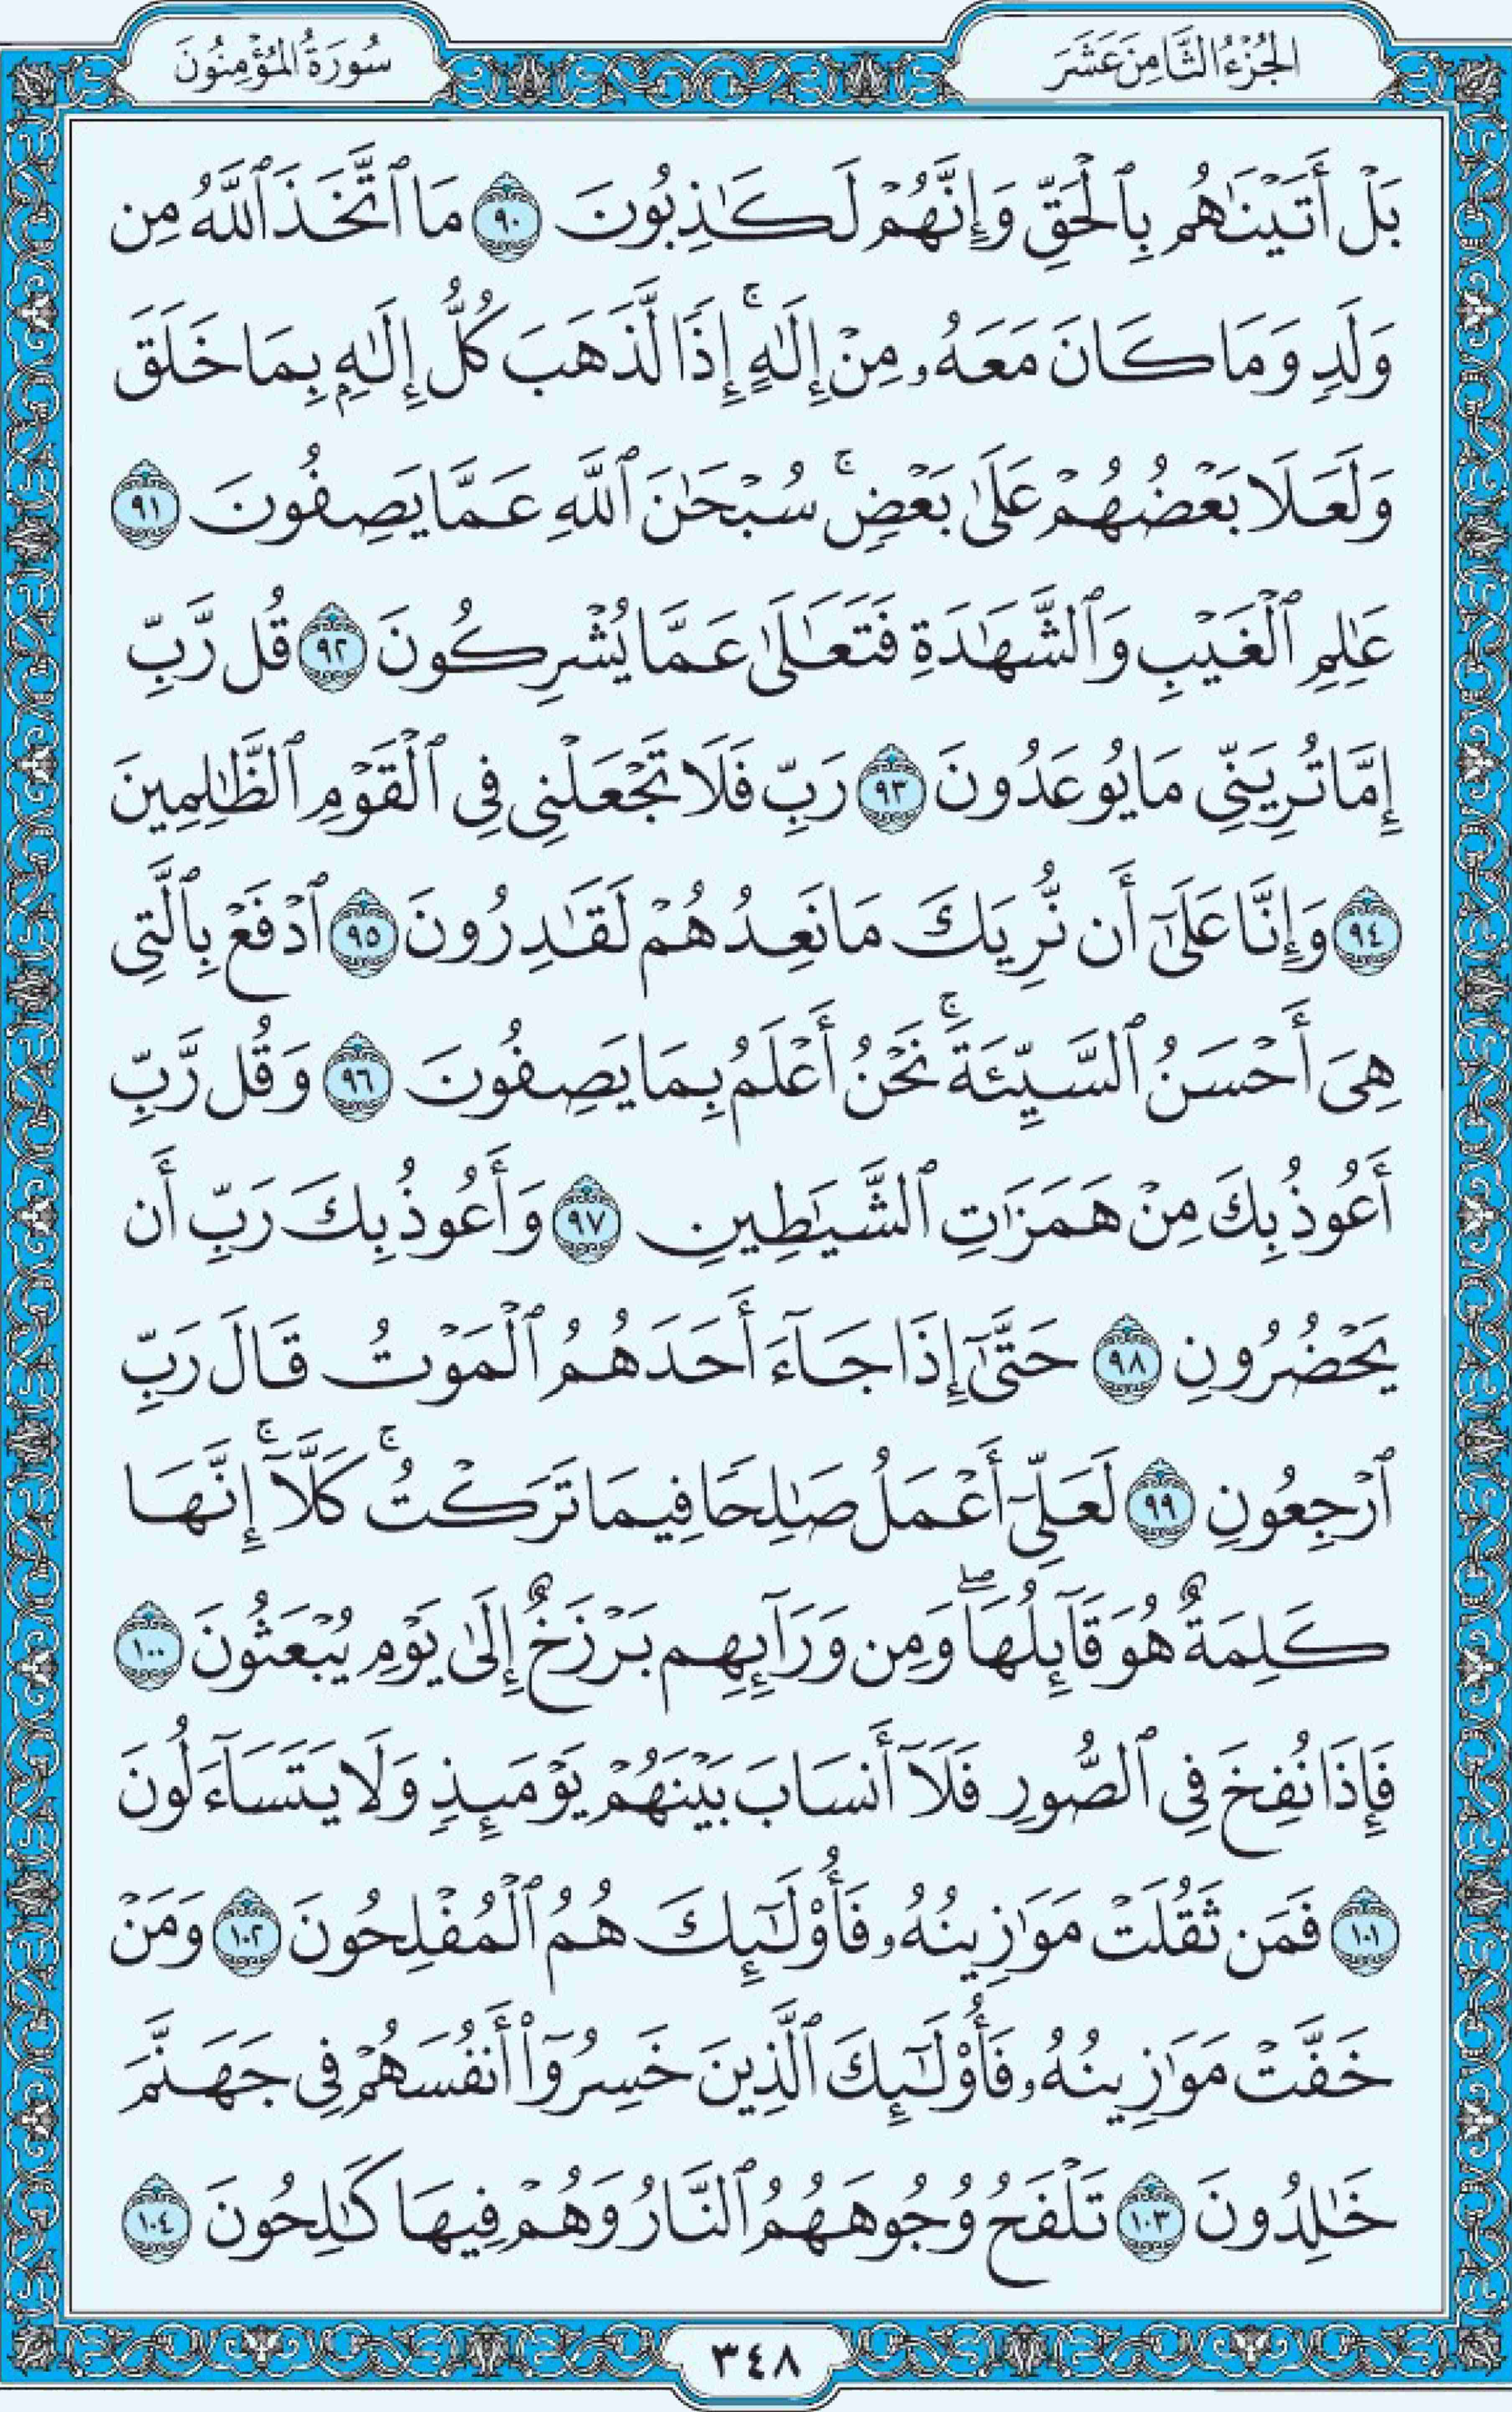 الجُزْءُ الثَّامِنَ عَشَرَ
سُورَةُ المُؤْمِنُونَ
بَلْ أَتَيْنَٰهُم بِٱلْحَقِّ وَإِنَّهُمْ لَكَٰذِبُونَ ٩٠ مَا ٱتَّخَذَ ٱللَّهُ مِن
وَلَدٍ وَمَا كَانَ مَعَهُۥ مِنْ إِلَٰهٍ ۚ إِذًا لَّذَهَبَ كُلُّ إِلَٰهٍۭ بِمَا خَلَقَ
وَلَعَلَا بَعْضُهُمْ عَلَىٰ بَعْضٍ ۚ سُبْحَٰنَ ٱللَّهِ عَمَّا يَصِفُونَ ٩١
عَٰلِمِ ٱلْغَيْبِ وَٱلشَّهَٰدَةِ فَتَعَٰلَىٰ عَمَّا يُشْرِكُونَ ٩٢ قُل رَّبِّ
إِمَّا تُرِيَنِّى مَا يُوعَدُونَ ٩٣ رَبِّ فَلَا تَجْعَلْنِى فِى ٱلْقَوْمِ ٱلظَّٰلِمِينَ
٩٤ وَإِنَّا عَلَىٰٓ أَن نُّرِيَكَ مَا نَعِدُهُمْ لَقَٰدِرُونَ ٩٥ ٱدْفَعْ بِٱلَّتِى
هِىَ أَحْسَنُ ٱلسَّيِّئَةَ ۚ نَحْنُ أَعْلَمُ بِمَا يَصِفُونَ ٩٦ وَقُل رَّبِّ
أَعُوذُ بِكَ مِنْ هَمَزَٰتِ ٱلشَّيَٰطِينِ ٩٧ وَأَعُوذُ بِكَ رَبِّ أَن
يَحْضُرُونِ ٩٨ حَتَّىٰٓ إِذَا جَآءَ أَحَدَهُمُ ٱلْمَوْتُ قَالَ رَبِّ
ٱرْجِعُونِ ٩٩ لَعَلِّىٓ أَعْمَلُ صَٰلِحًا فِيمَا تَرَكْتُ ۚ كَلَّآ ۚ إِنَّهَا
كَلِمَةٌ هُوَ قَآئِلُهَا ۖ وَمِن وَرَآئِهِم بَرْزَخٌ إِلَىٰ يَوْمِ يُبْعَثُونَ ١٠٠
فَإِذَا نُفِخَ فِى ٱلصُّورِ فَلَآ أَنسَابَ بَيْنَهُمْ يَوْمَئِذٍ وَلَا يَتَسَآءَلُونَ
١٠١ فَمَن ثَقُلَتْ مَوَٰزِينُهُۥ فَأُو۟لَٰٓئِكَ هُمُ ٱلْمُفْلِحُونَ ١٠٢ وَمَنْ
خَفَّتْ مَوَٰزِينُهُۥ فَأُو۟لَٰٓئِكَ ٱلَّذِينَ خَسِرُوٓا۟ أَنفُسَهُمْ فِى جَهَنَّمَ
خَٰلِدُونَ ١٠٣ تَلْفَحُ وُجُوهَهُمُ ٱلنَّارُ وَهُمْ فِيهَا كَٰلِحُونَ ١٠٤
٣٤٨